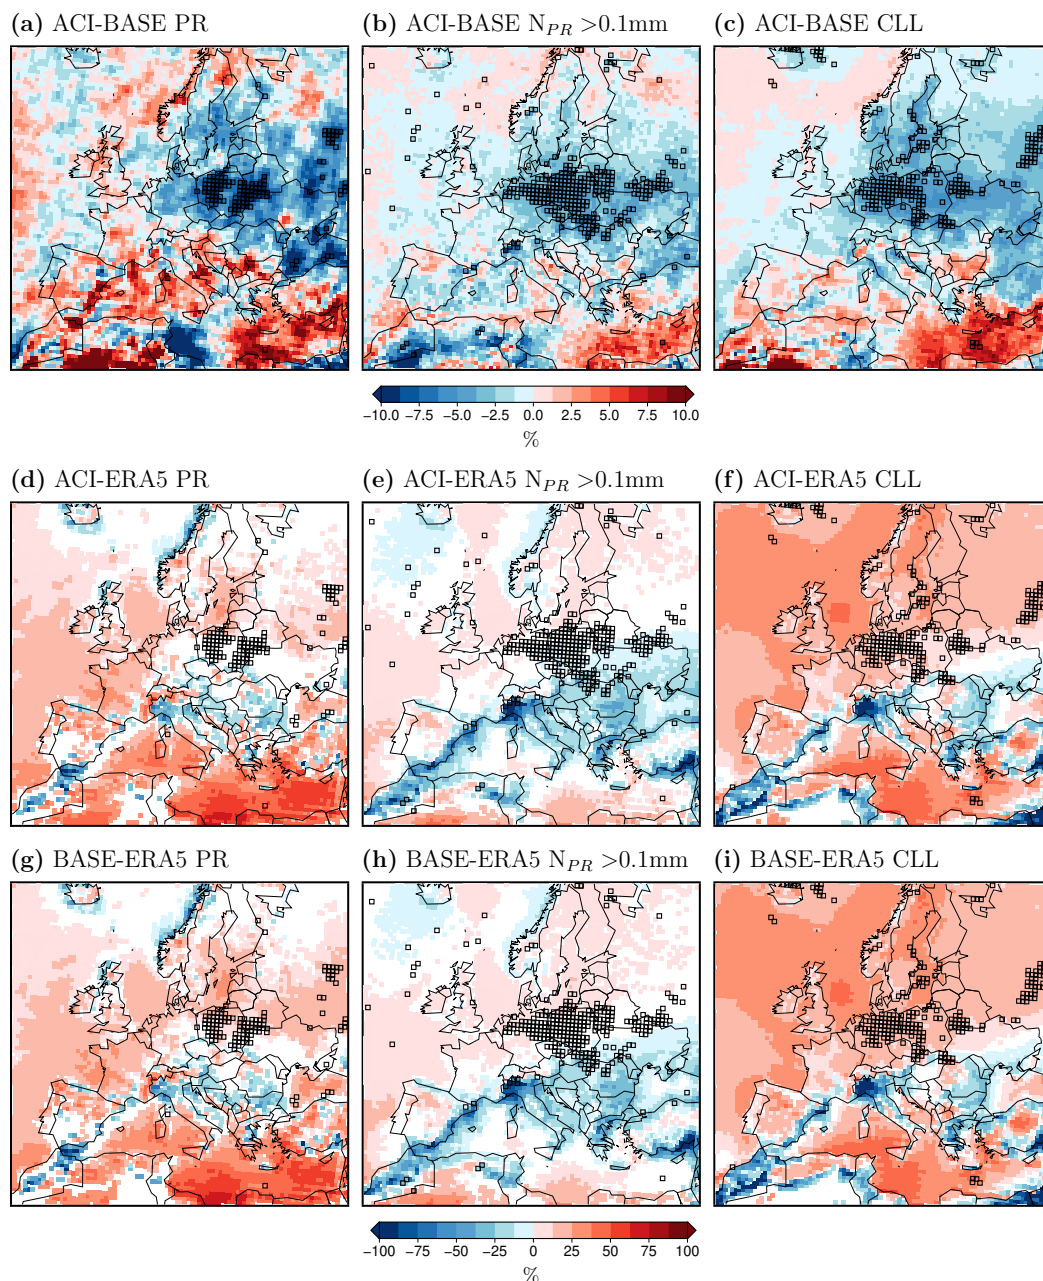 (a) ACI-BASE PR
(b) ACI-BASE N_PR >0.1mm
(c) ACI-BASE CLL
−10.0 −7.5 −5.0 −2.5 0.0 2.5 5.0 7.5 10.0
%
(d) ACI-ERA5 PR
(e) ACI-ERA5 N_PR >0.1mm
(f) ACI-ERA5 CLL
(g) BASE-ERA5 PR
(h) BASE-ERA5 N_PR >0.1mm
(i) BASE-ERA5 CLL
−100 −75 −50 −25 0 25 50 75 100
%